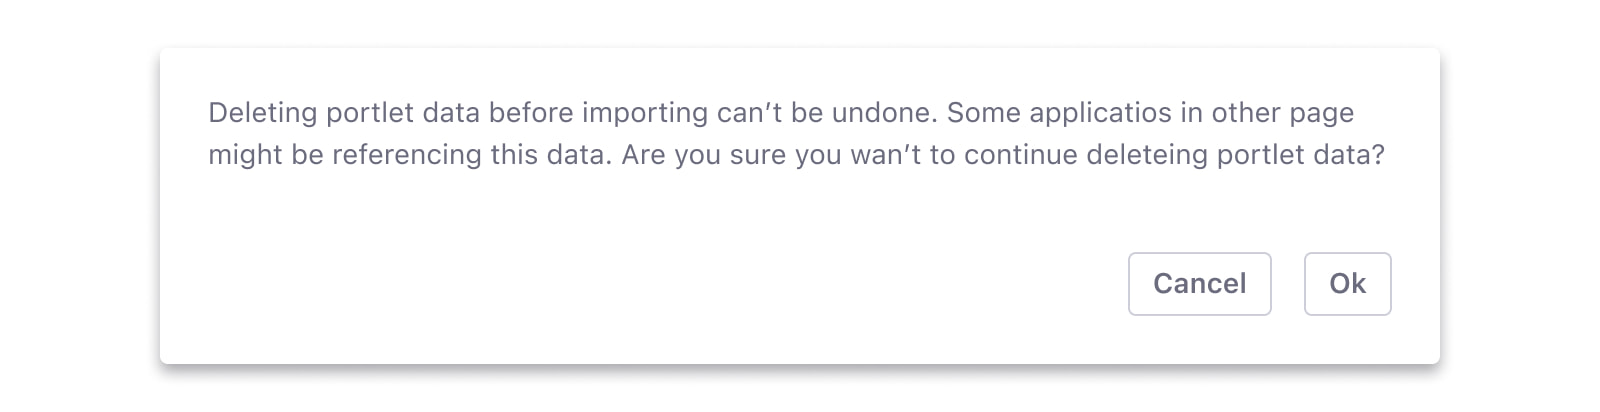 Deleting portlet data before importing can’t be undone. Some applicatios in other page
might be referencing this data. Are you sure you wan’t to continue deleteing portlet data?
Cancel Ok